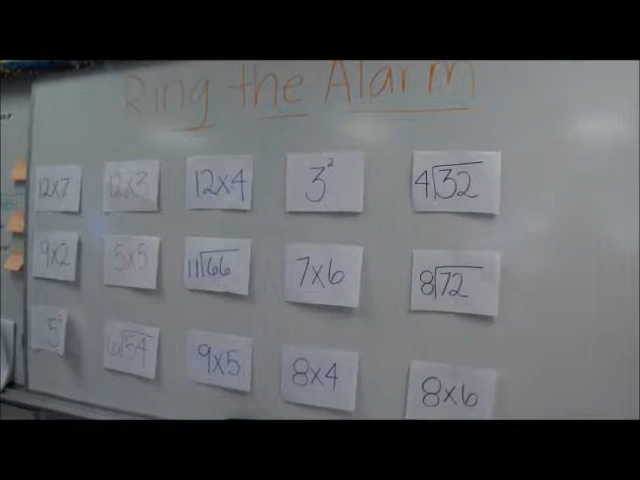 Ring the Alarm
12x7 12x3 12x4 3² 4⟌32
9x2 5x5 11⟌66 7x6 8⟌72
6⟌54 9x5 8x4 8x6